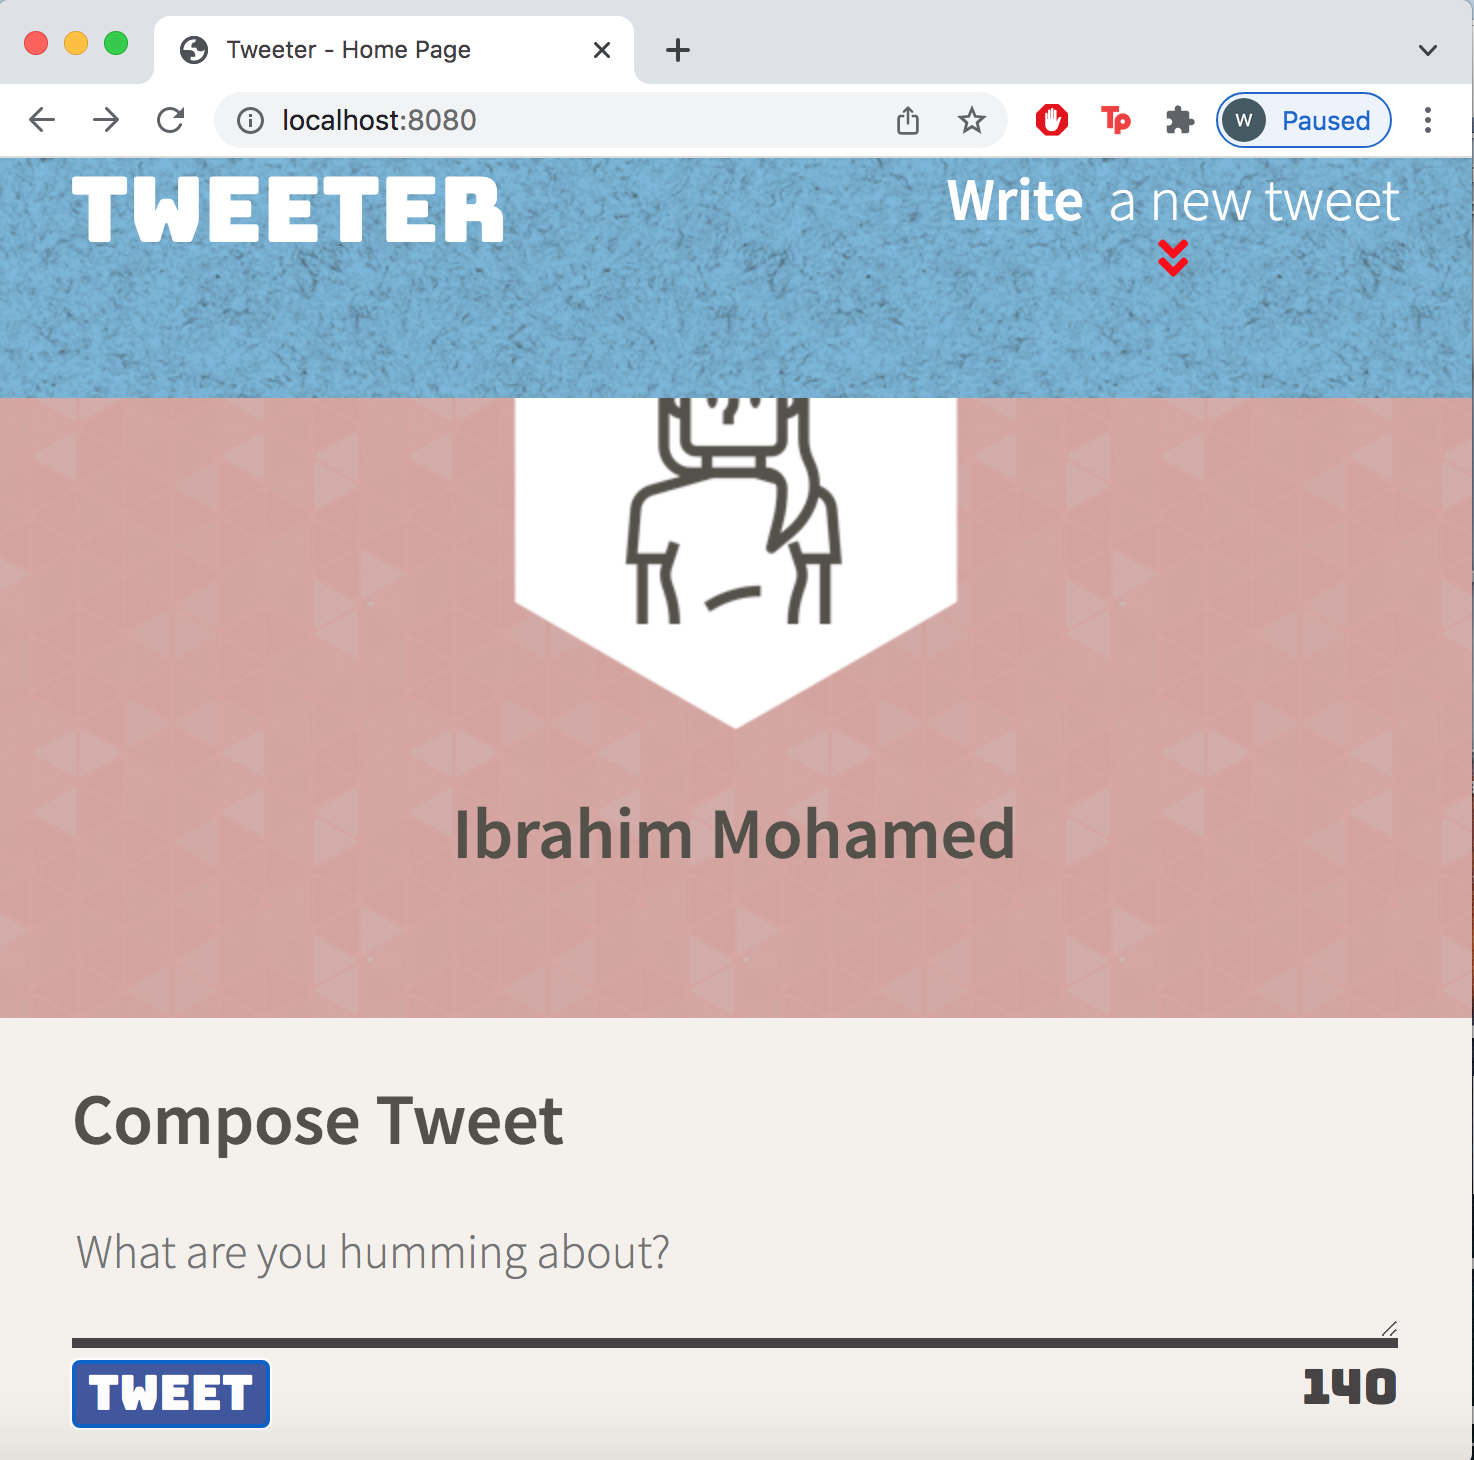 Tweeter - Home Page
localhost:8080
Tp
W
Paused
TWEETER
Write a new tweet
Ibrahim Mohamed
Compose Tweet
What are you humming about?
TWEET
140